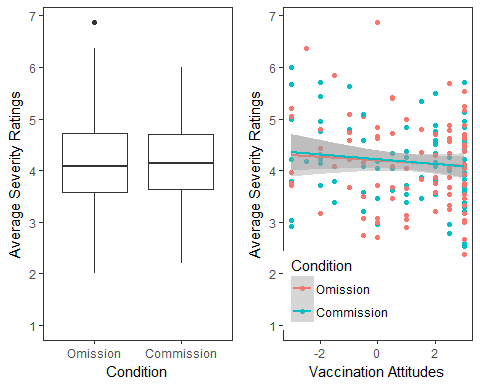 Average Severity Ratings
7
6
5
4
3
2
1
Omission
Commission
Condition
Average Severity Ratings
7
6
5
4
3
2
1
Condition
Omission
Commission
-2
0
2
Vaccination Attitudes